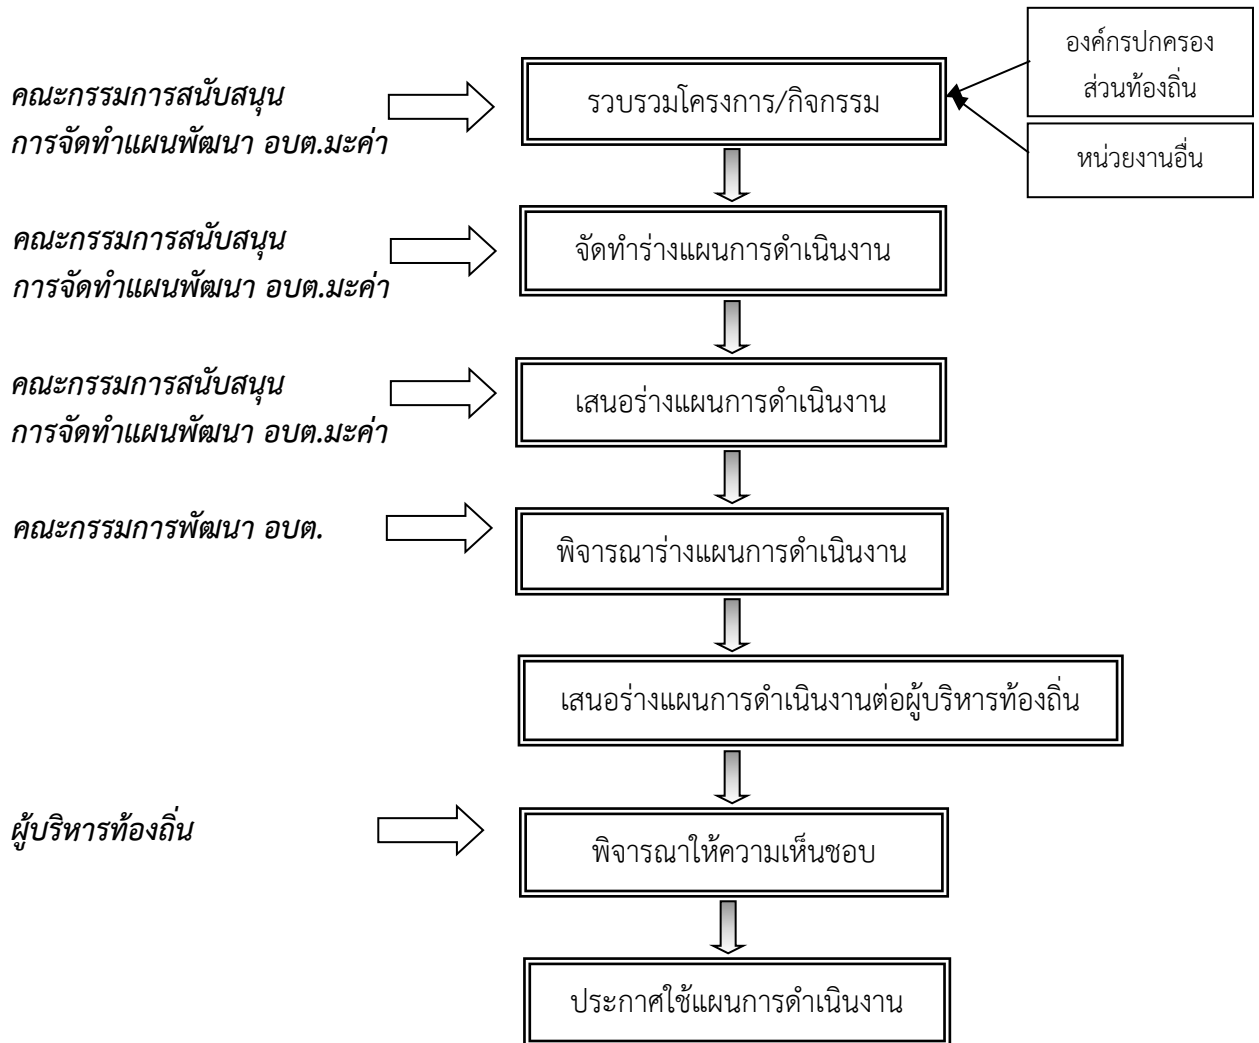 องค์กรปกครอง
ส่วนท้องถิ่น
คณะกรรมการสนับสนุน
การจัดทำแผนพัฒนา อบต.มะค่า
รวบรวมโครงการ/กิจกรรม
หน่วยงานอื่น
คณะกรรมการสนับสนุน
การจัดทำแผนพัฒนา อบต.มะค่า
จัดทำร่างแผนการดำเนินงาน
คณะกรรมการสนับสนุน
การจัดทำแผนพัฒนา อบต.มะค่า
เสนอร่างแผนการดำเนินงาน
คณะกรรมการพัฒนา อบต.
พิจารณาร่างแผนการดำเนินงาน
เสนอร่างแผนการดำเนินงานต่อผู้บริหารท้องถิ่น
ผู้บริหารท้องถิ่น
พิจารณาให้ความเห็นชอบ
ประกาศใช้แผนการดำเนินงาน